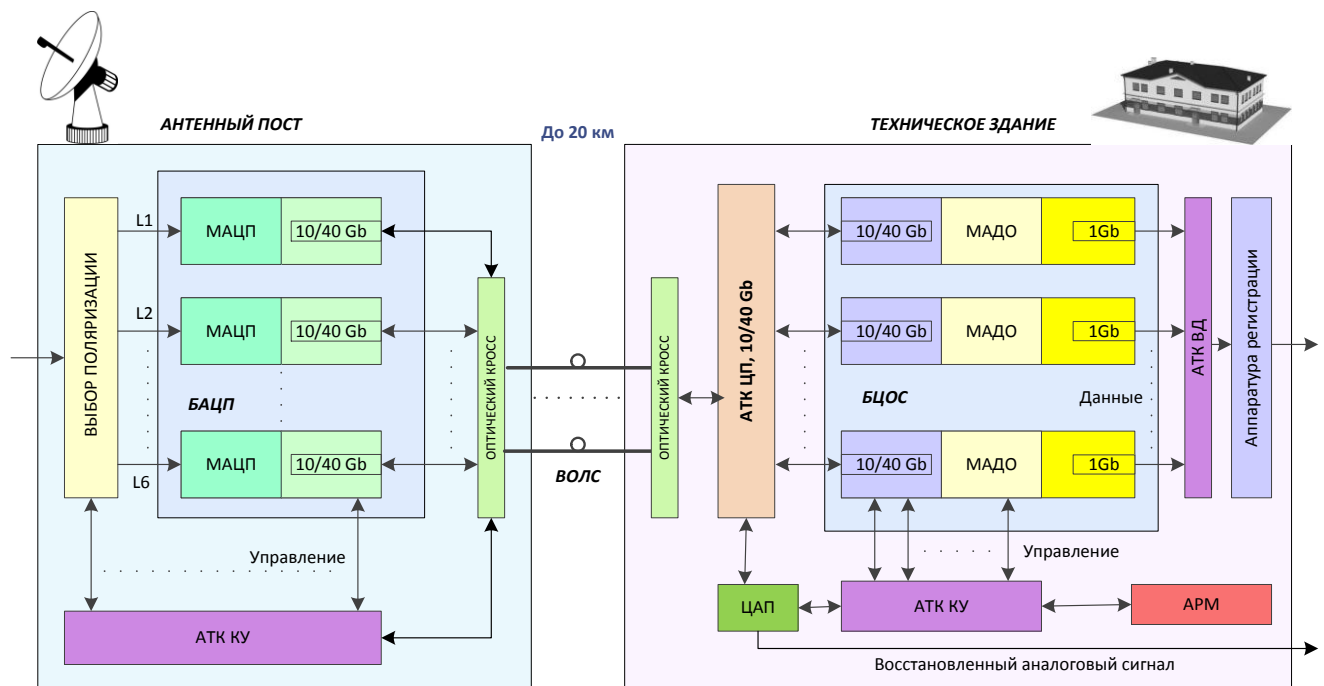 АНТЕННЫЙ ПОСТ
До 20 км
ТЕХНИЧЕСКОЕ ЗДАНИЕ
ВЫБОР ПОЛЯРИЗАЦИИ
L1
МАЦП
10/40 Gb
L2
МАЦП
10/40 Gb
БАЦП
L6
МАЦП
10/40 Gb
Управление
АТК КУ
ОПТИЧЕСКИЙ КРОСС
ВОЛС
ОПТИЧЕСКИЙ КРОСС
АТК ЦП, 10/40 Gb
10/40 Gb
МАДО
1Gb
10/40 Gb
МАДО
1Gb
БЦОС
Данные
10/40 Gb
МАДО
1Gb
АТК ВД
Аппаратура регистрации
Управление
ЦАП
АТК КУ
АРМ
Восстановленный аналоговый сигнал